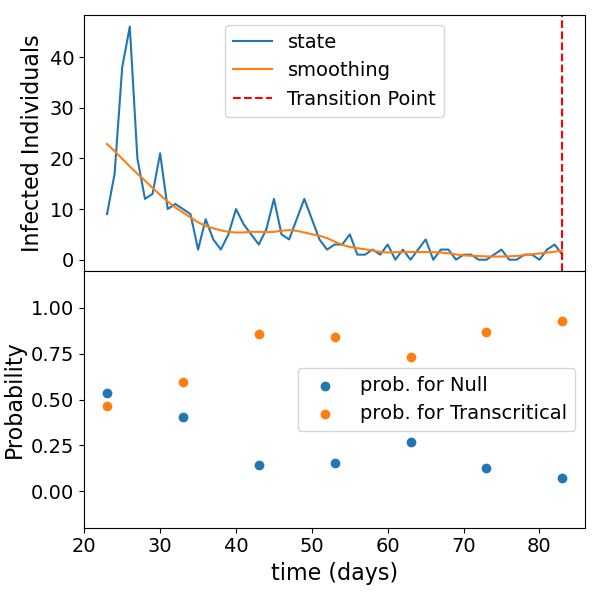 Infected Individuals
40
30
20
10
0
state
smoothing
Transition Point
Probability
1.00
0.75
0.50
0.25
0.00
prob. for Null
prob. for Transcritical
20 30 40 50 60 70 80
time (days)